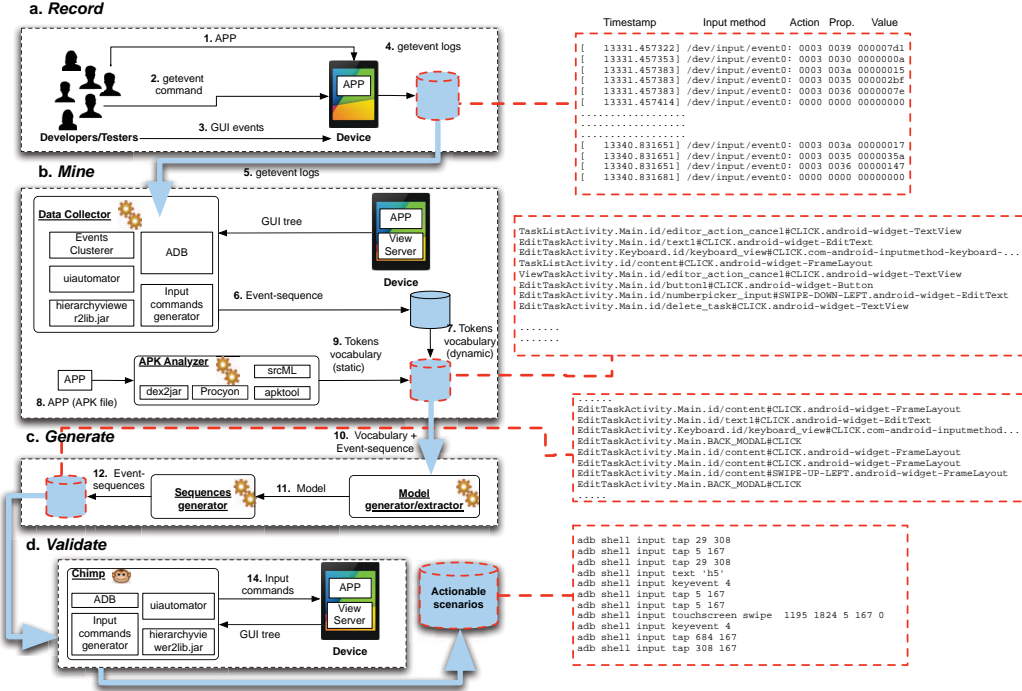 a. Record
1. APP
2. getevent
command
3. GUI events
4. getevent logs
APP
Developers/Testers
Device
Timestamp Input method Action Prop. Value
[ 13331.457322] /dev/input/event0: 0003 0039 000007d1
[ 13331.457353] /dev/input/event0: 0003 0030 0000000a
[ 13331.457383] /dev/input/event0: 0003 003a 00000015
[ 13331.457383] /dev/input/event0: 0003 0035 000002bf
[ 13331.457383] /dev/input/event0: 0003 0036 0000007e
[ 13331.457414] /dev/input/event0: 0000 0000 00000000
..................
..................
..................
[ 13340.831651] /dev/input/event0: 0003 003a 00000017
[ 13340.831651] /dev/input/event0: 0003 0035 0000035a
[ 13340.831651] /dev/input/event0: 0003 0036 00000147
[ 13340.831681] /dev/input/event0: 0000 0000 00000000
b. Mine
5. getevent logs
Data Collector
Events
Clusterer
ADB
uiautomator
hierarchyviewe
r2lib.jar
Input
commands
generator
GUI tree
APP
View
Server
Device
6. Event-sequence
7. Tokens
vocabulary
(dynamic)
9. Tokens
vocabulary
(static)
APK Analyzer
srcML
dex2jar
Procyon
apktool
APP
8. APP (APK file)
TaskListActivity.Main.id/editor_action_cancel#CLICK.android-widget-TextView
EditTaskActivity.Main.id/text1#CLICK.android-widget-EditText
EditTaskActivity.Keyboard.id/keyboard_view#CLICK.com-android-inputmethod-keyboard-...
TaskListActivity.id/content#CLICK.android-widget-FrameLayout
ViewTaskActivity.Main.id/editor_action_cancel#CLICK.android-widget-TextView
EditTaskActivity.Main.id/button1#CLICK.android-widget-Button
EditTaskActivity.Main.id/numberpicker_input#SWIPE-DOWN-LEFT.android-widget-EditText
EditTaskActivity.Main.id/delete_task#CLICK.android-widget-TextView
.......
.......
c. Generate
10. Vocabulary +
Event-sequence
12. Event-
sequences
Sequences
generator
11. Model
Model
generator/extractor
......
EditTaskActivity.Main.id/content#CLICK.android-widget-FrameLayout
EditTaskActivity.Main.id/text1#CLICK.android-widget-EditText
EditTaskActivity.Keyboard.id/keyboard_view#CLICK.com-android-inputmethod...
EditTaskActivity.Main.BACK_MODAL#CLICK
EditTaskActivity.Main.id/content#CLICK.android-widget-FrameLayout
EditTaskActivity.Main.id/content#CLICK.android-widget-FrameLayout
EditTaskActivity.Main.id/content#SWIPE-UP-LEFT.android-widget-FrameLayout
EditTaskActivity.Main.BACK_MODAL#CLICK
.....
d. Validate
Chimp
ADB
uiautomator
Input
commands
generator
hierarchyvie
wer2lib.jar
14. Input
commands
GUI tree
APP
View
Server
Device
Actionable
scenarios
adb shell input tap 29 308
adb shell input tap 5 167
adb shell input tap 29 308
adb shell input text 'h5'
adb shell input keyevent 4
adb shell input tap 5 167
adb shell input tap 5 167
adb shell input touchscreen swipe 1195 1824 5 167 0
adb shell input keyevent 4
adb shell input tap 684 167
adb shell input tap 308 167